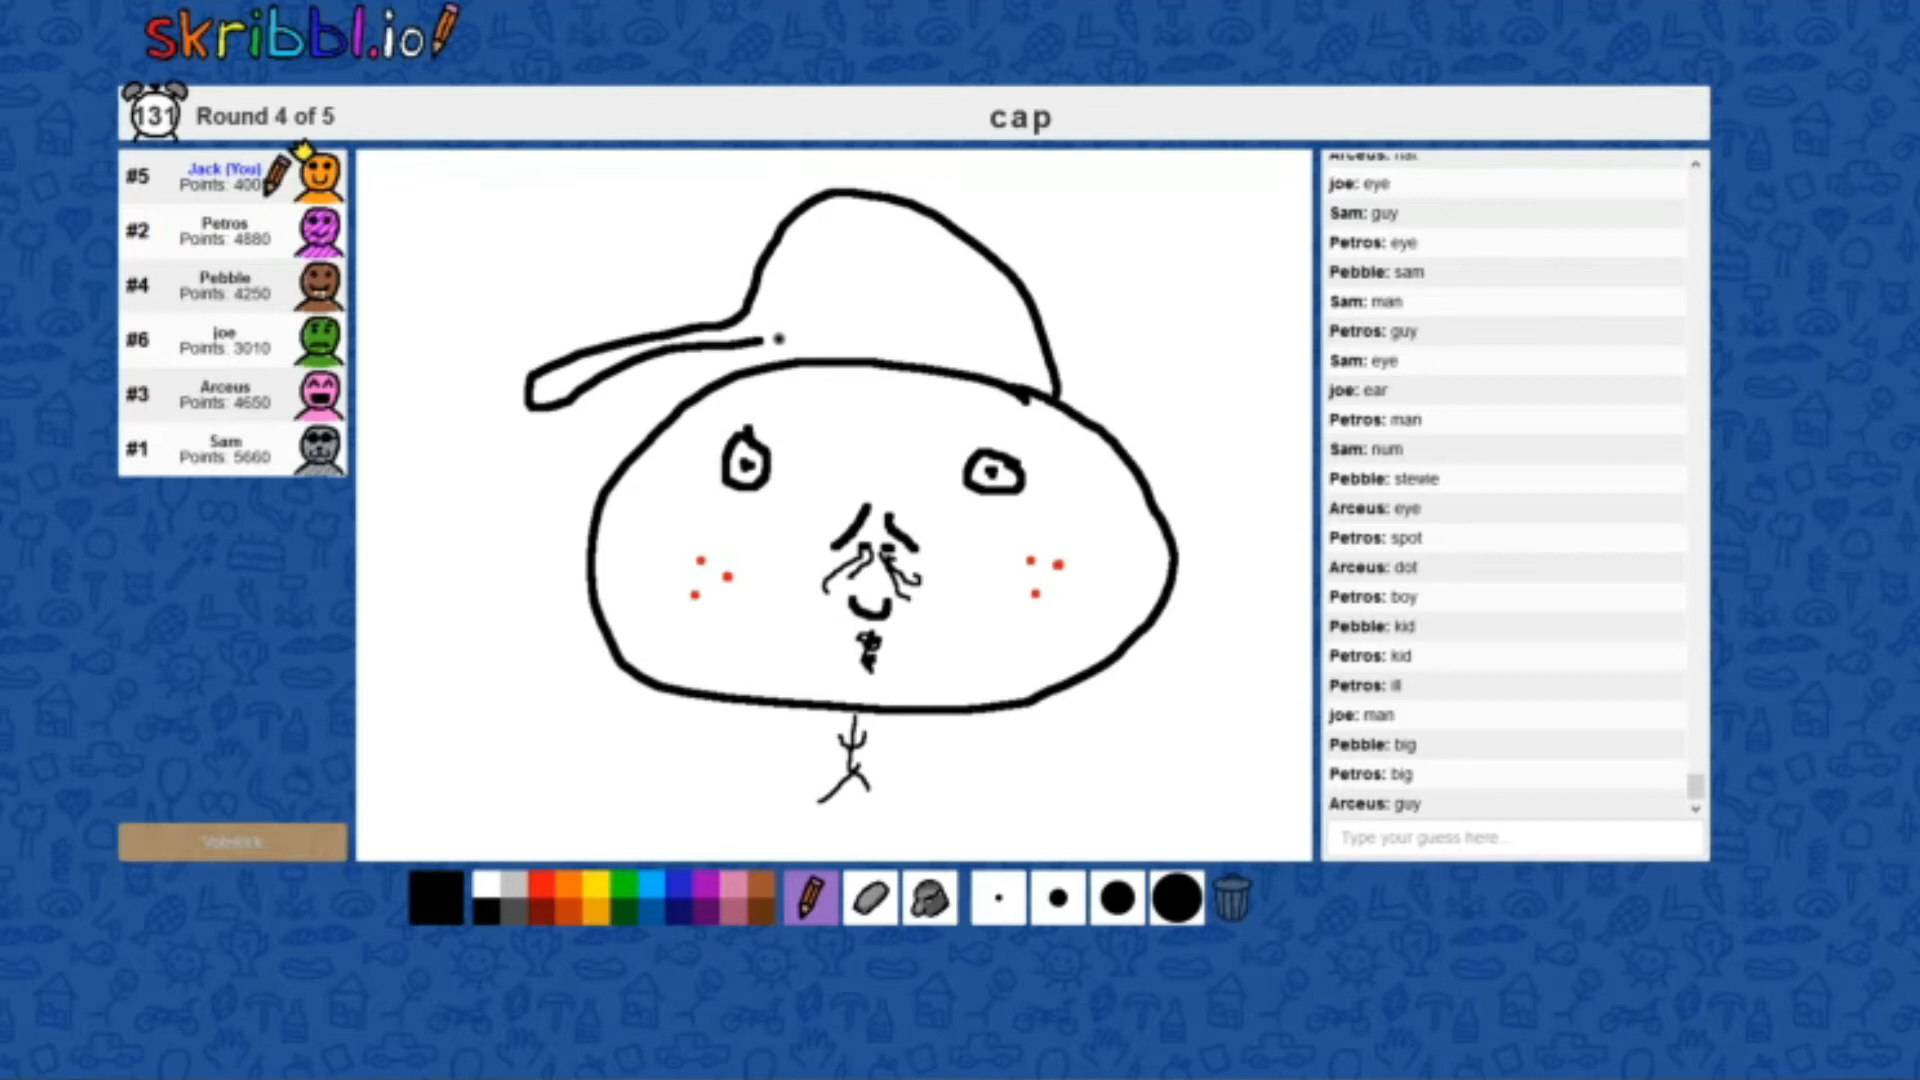 skribbl.io
131
Round 4 of 5
cap
#5
Jack (You)
Points: 400
#2
Petros
Points: 4880
#4
Pebble
Points: 4250
#6
joe
Points: 3010
#3
Arceus
Points: 4650
#1
Sam
Points: 5660
Votekick
Arceus: hat
joe: eye
Sam: guy
Petros: eye
Pebble: sam
Sam: man
Petros: guy
Sam: eye
joe: ear
Petros: man
Sam: num
Pebble: stewie
Arceus: eye
Petros: spot
Arceus: dot
Petros: boy
Pebble: kid
Petros: kid
Petros: ill
joe: man
Pebble: big
Petros: big
Arceus: guy
Type your guess here...